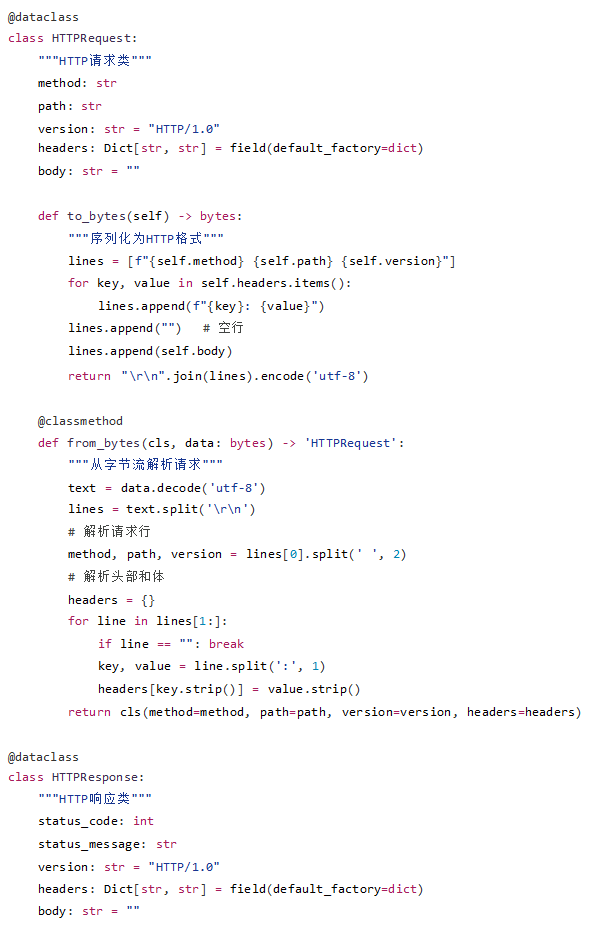 @dataclass
class HTTPRequest:
    """HTTP请求类"""
    method: str
    path: str
    version: str = "HTTP/1.0"
    headers: Dict[str, str] = field(default_factory=dict)
    body: str = ""

    def to_bytes(self) -> bytes:
        """序列化为HTTP格式"""
        lines = [f"{self.method} {self.path} {self.version}"]
        for key, value in self.headers.items():
            lines.append(f"{key}: {value}")
        lines.append("")   # 空行
        lines.append(self.body)
        return "\r\n".join(lines).encode('utf-8')

    @classmethod
    def from_bytes(cls, data: bytes) -> 'HTTPRequest':
        """从字节流解析请求"""
        text = data.decode('utf-8')
        lines = text.split('\r\n')
        # 解析请求行
        method, path, version = lines[0].split(' ', 2)
        # 解析头部和体
        headers = {}
        for line in lines[1:]:
            if line == "": break
            key, value = line.split(':', 1)
            headers[key.strip()] = value.strip()
        return cls(method=method, path=path, version=version, headers=headers)

@dataclass
class HTTPResponse:
    """HTTP响应类"""
    status_code: int
    status_message: str
    version: str = "HTTP/1.0"
    headers: Dict[str, str] = field(default_factory=dict)
    body: str = ""